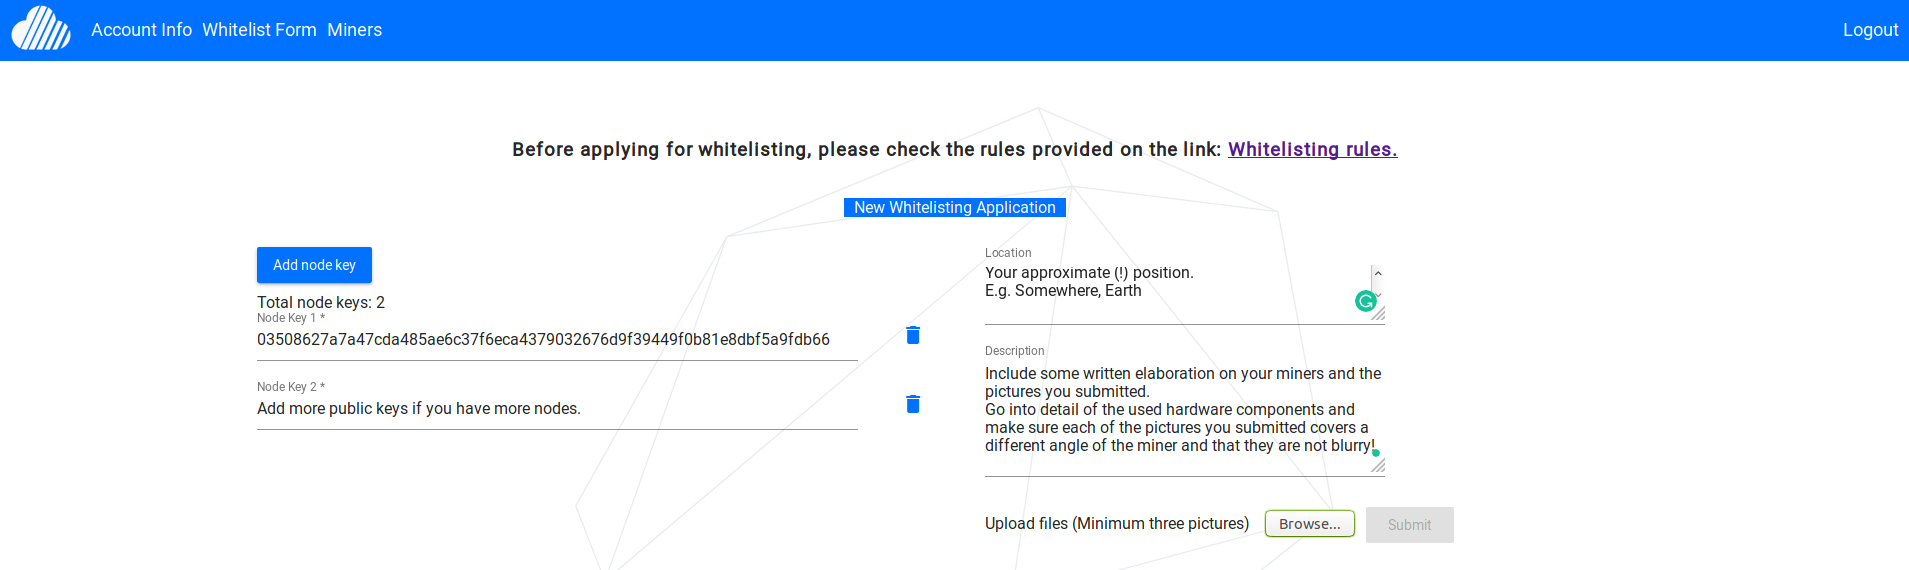 Account Info Whitelist Form Miners Logout
Before applying for whitelisting, please check the rules provided on the link: Whitelisting rules.
New Whitelisting Application
Add node key
Total node keys: 2
Node Key 1 *
03508627a7a47cda485ae6c37f6eca4379032676d9f39449f0b81e8dbf5a9fdb66
Node Key 2 *
Add more public keys if you have more nodes.
Location
Your approximate (!) position.
E.g. Somewhere, Earth
Description
Include some written elaboration on your miners and the
pictures you submitted.
Go into detail of the used hardware components and
make sure each of the pictures you submitted covers a
different angle of the miner and that they are not blurry!
Upload files (Minimum three pictures) Browse... Submit